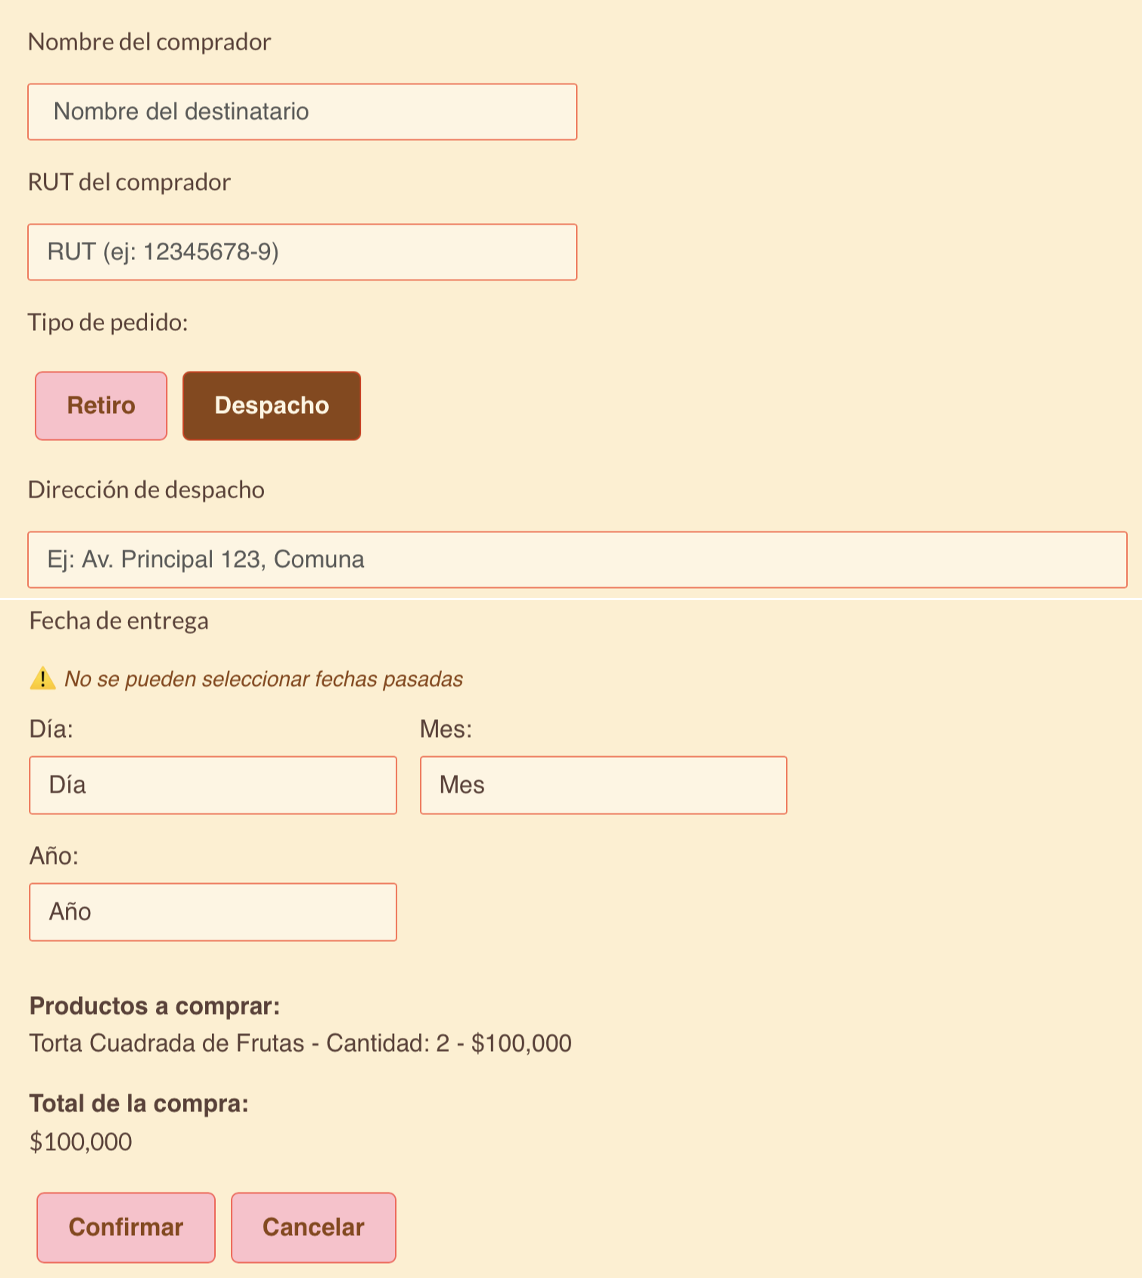 Nombre del comprador
Nombre del destinatario
RUT del comprador
RUT (ej: 12345678-9)
Tipo de pedido:
Retiro Despacho
Dirección de despacho
Ej: Av. Principal 123, Comuna
Fecha de entrega
⚠️ No se pueden seleccionar fechas pasadas
Día: Mes:
Día Mes
Año:
Año
Productos a comprar:
Torta Cuadrada de Frutas - Cantidad: 2 - $100,000
Total de la compra:
$100,000
Confirmar Cancelar